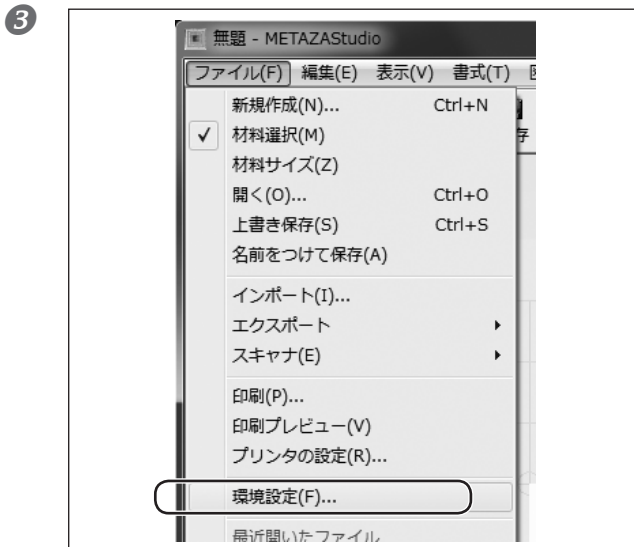 3
無題 - METAZAStudio
ファイル(F) 編集(E) 表示(V) 書式(T)
新規作成(N)... Ctrl+N
✓ 材料選択(M) 存
材料サイズ(Z)
開く(O)... Ctrl+O
上書き保存(S) Ctrl+S
名前をつけて保存(A)
インポート(I)...
エクスポート
スキャナ(E)
印刷(P)...
印刷プレビュー(V)
プリンタの設定(R)...
環境設定(F)...
最近開いたファイル